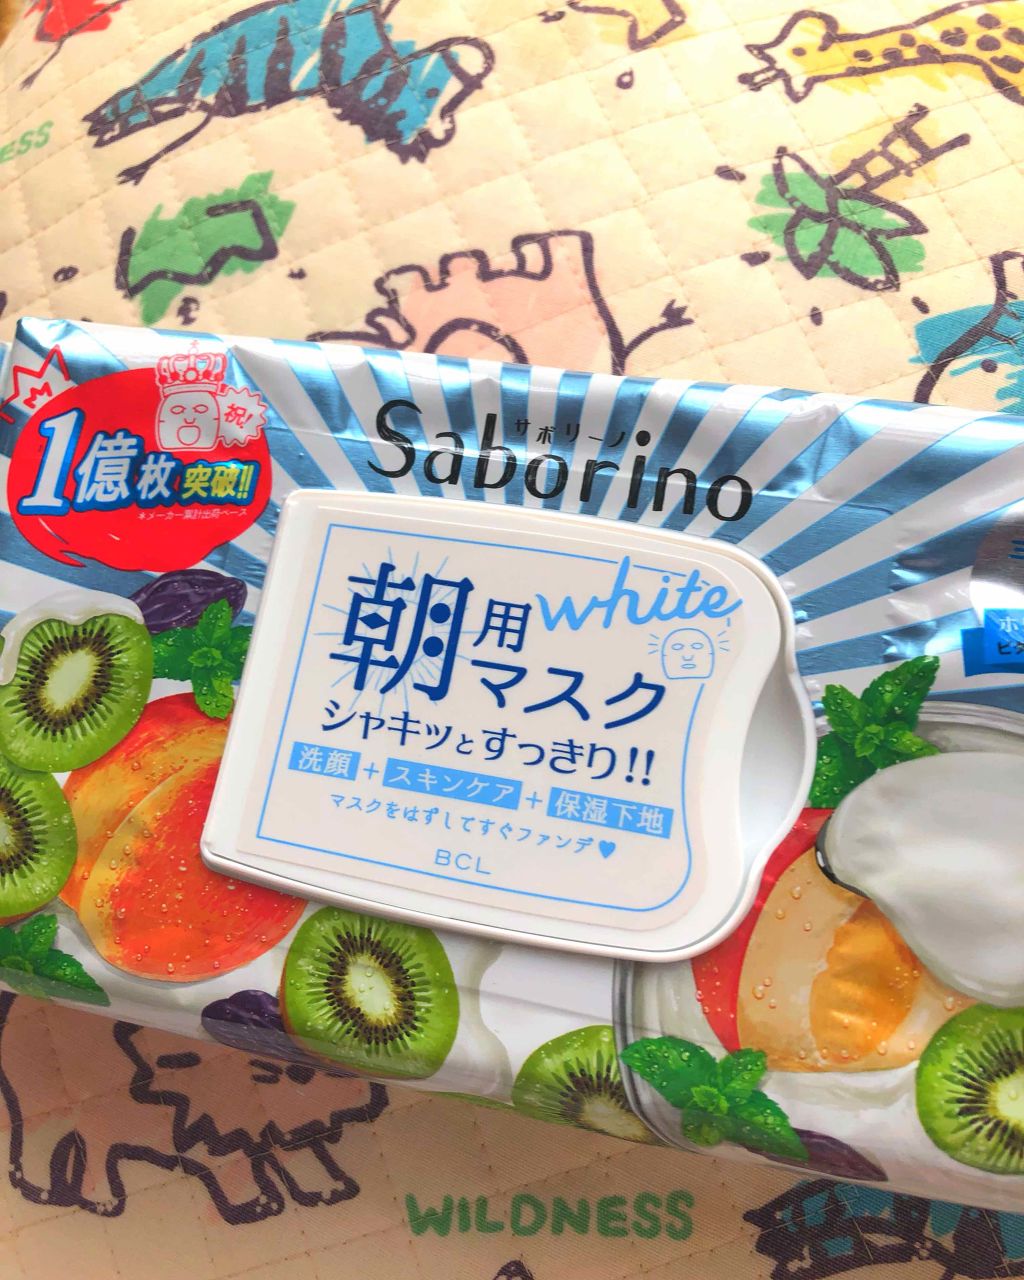 ESS
祝!
1億枚突破!!
*メーカー累計出荷ベース
サボリーノ
Saborino
white
朝用
マスク
シャキッとすっきり!!
洗顔+スキンケア+保湿下地
マスクをはずしてすぐファンデ♥
BCL
WILDNESS